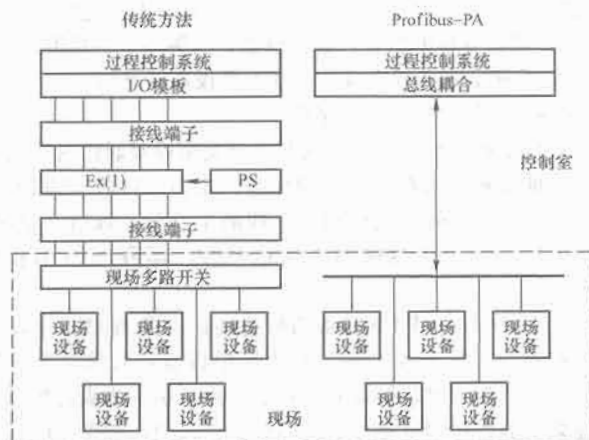 传统方法
Profibus-PA
过程控制系统
I/O模板
过程控制系统
总线耦合
接线端子
控制室
Ex(1)
PS
接线端子
现场多路开关
现场
设备
现场
设备
现场
设备
现场
设备
现场
设备
现场
设备
现场
设备
现场
设备
现场
设备
现场
设备
现场